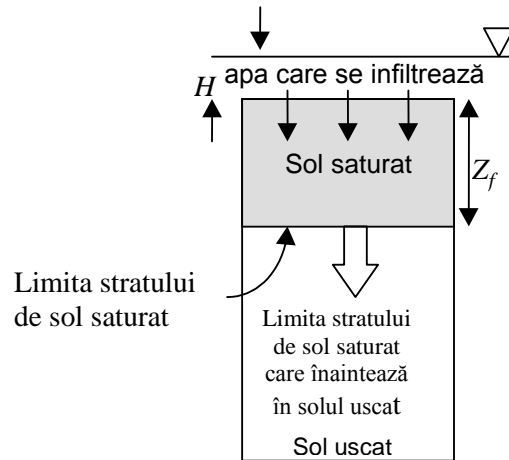 apa care se infiltrează
H
Sol saturat
Z_f
Limita stratului
de sol saturat
Limita stratului
de sol saturat
care înaintează
în solul uscat
Sol uscat